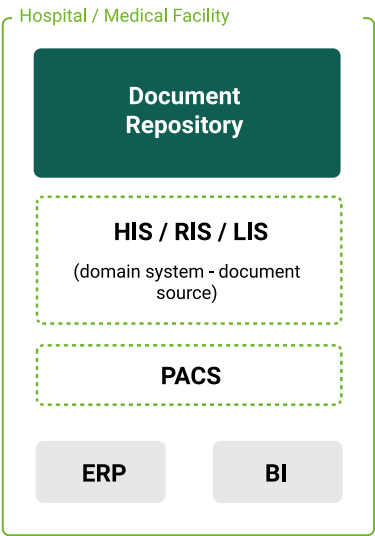 Hospital / Medical Facility
Document
Repository
HIS / RIS / LIS
(domain system - document
source)
PACS
ERP
BI